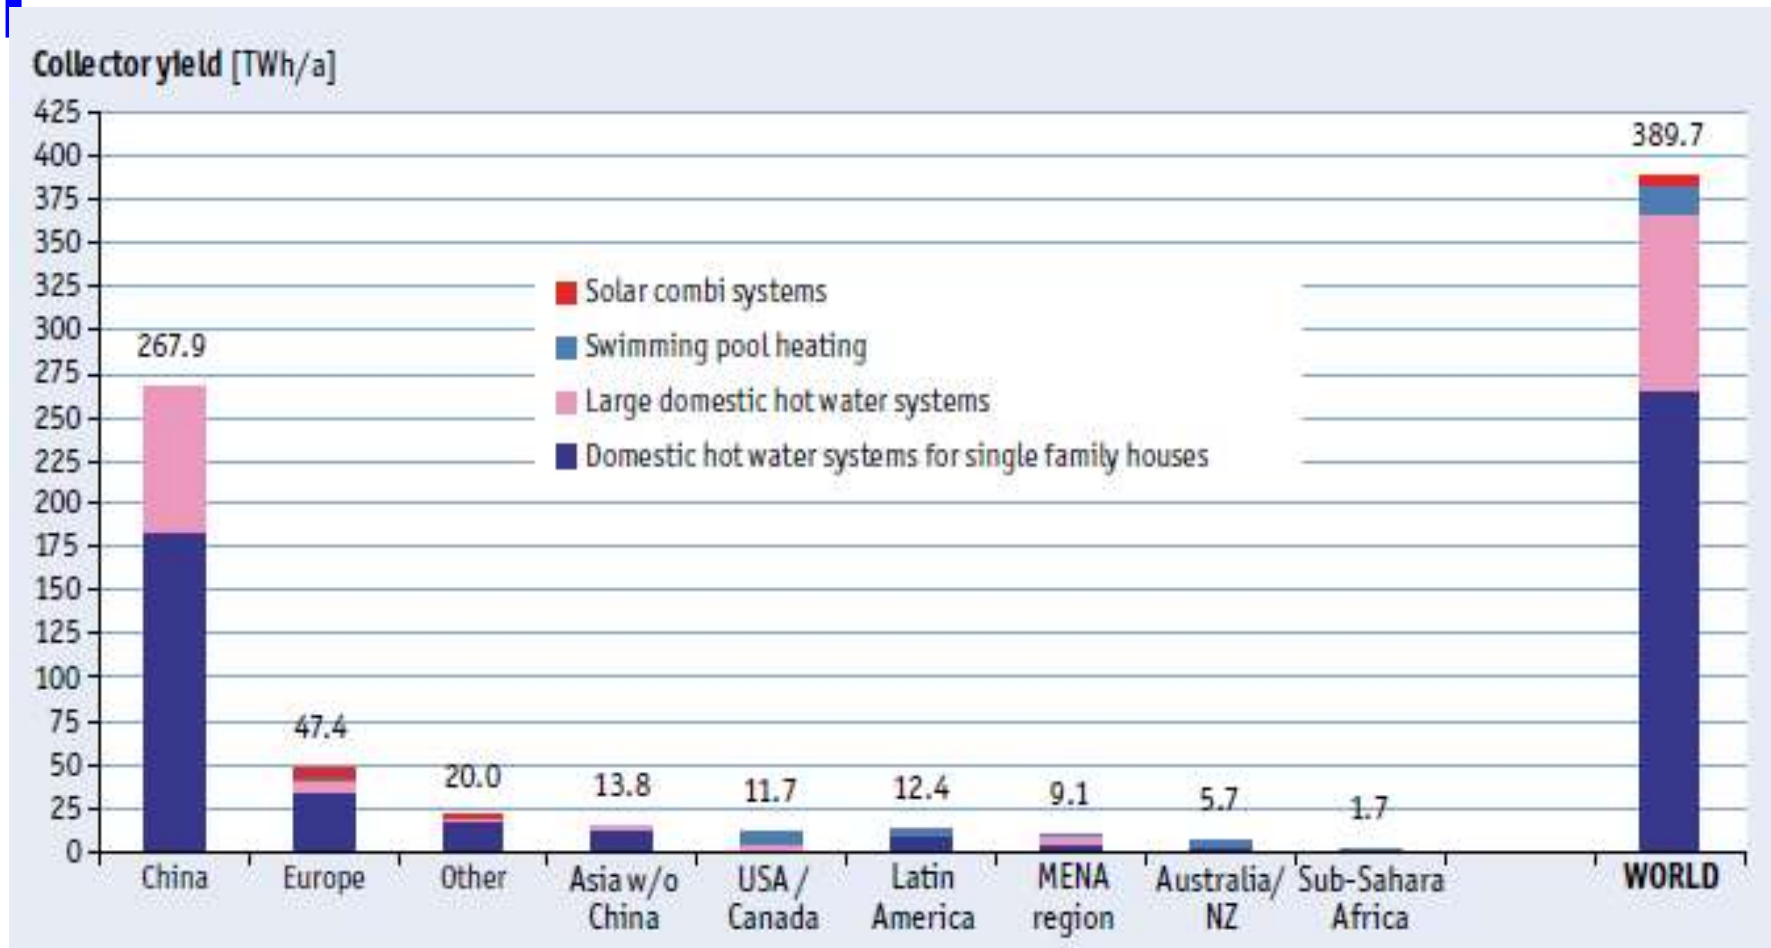 Collector yield [TWh/a]
425
400
375
350
325
300
275
250
225
200
175
150
125
100
75
50
25
0
267.9
47.4
20.0
13.8
11.7
12.4
9.1
5.7
1.7
389.7
Solar combi systems
Swimming pool heating
Large domestic hot water systems
Domestic hot water systems for single family houses
China
Europe
Other
Asia w/o
China
USA /
Canada
Latin
America
MENA
region
Australia/
NZ
Sub-Sahara
Africa
WORLD